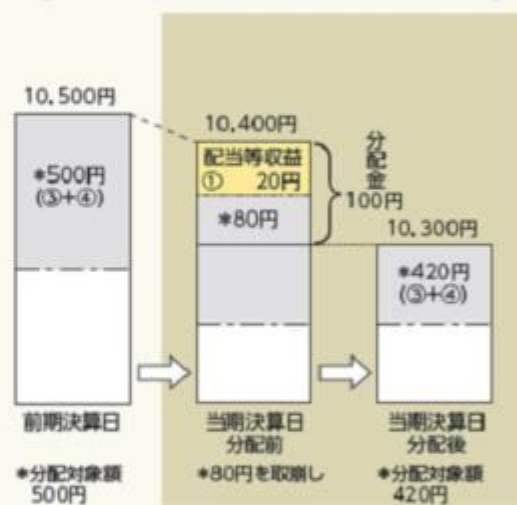 10,500円
*500円
(③+④)
前期決算日
*分配対象額
500円
10,400円
配当等収益
① 20円
*80円
分配金
100円
当期決算日
分配前
*80円を取崩し
10,300円
*420円
(③+④)
当期決算日
分配後
*分配対象額
420円